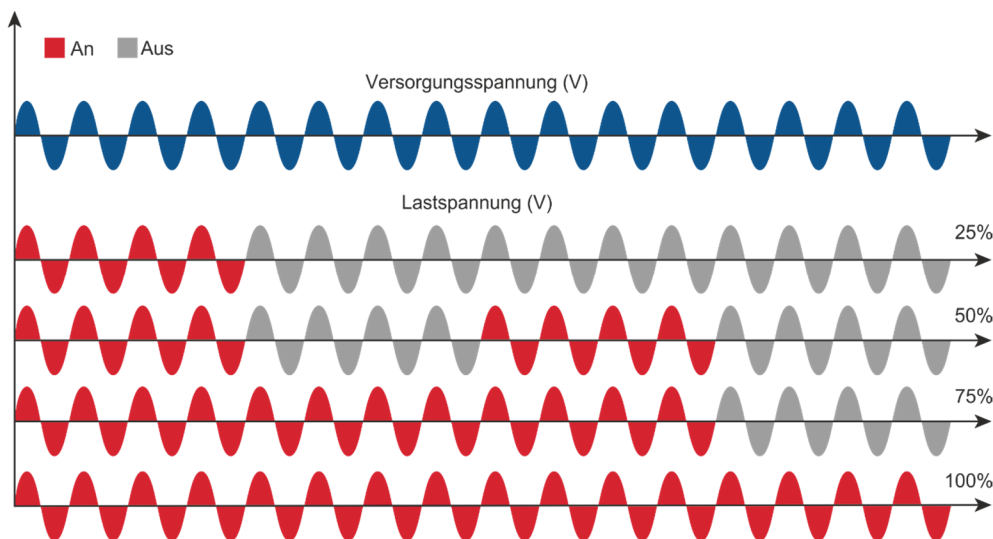 An Aus
Versorgungsspannung (V)
Lastspannung (V)
25%
50%
75%
100%